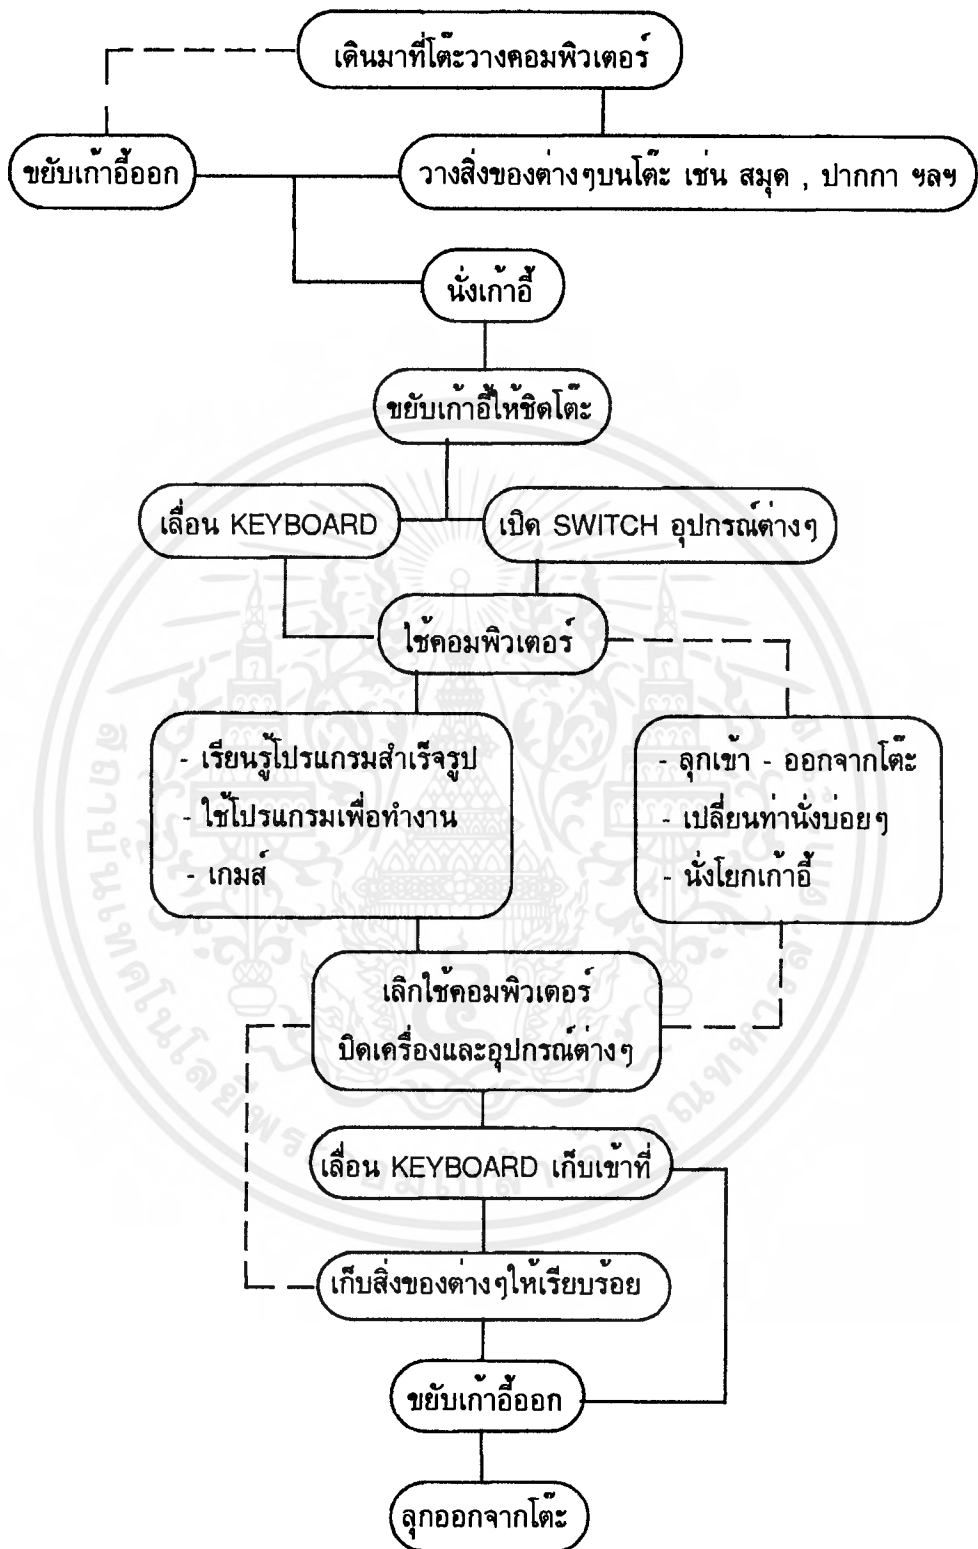 เดินมาที่โต๊ะวางคอมพิวเตอร์
ขยับเก้าอี้ออก
วางสิ่งของต่างๆบนโต๊ะ เช่น สมุด , ปากกา ฯลฯ
นั่งเก้าอี้
ขยับเก้าอี้ให้ชิดโต๊ะ
เลื่อน KEYBOARD
เปิด SWITCH อุปกรณ์ต่างๆ
ใช้คอมพิวเตอร์
- เรียนรู้โปรแกรมสำเร็จรูป
- ใช้โปรแกรมเพื่อทำงาน
- เกมส์
- ลุกเข้า - ออกจากโต๊ะ
- เปลี่ยนท่านั่งบ่อยๆ
- นั่งโยกเก้าอี้
เลิกใช้คอมพิวเตอร์
ปิดเครื่องและอุปกรณ์ต่างๆ
เลื่อน KEYBOARD เก็บเข้าที่
เก็บสิ่งของต่างๆให้เรียบร้อย
ขยับเก้าอี้ออก
ลุกออกจากโต๊ะ